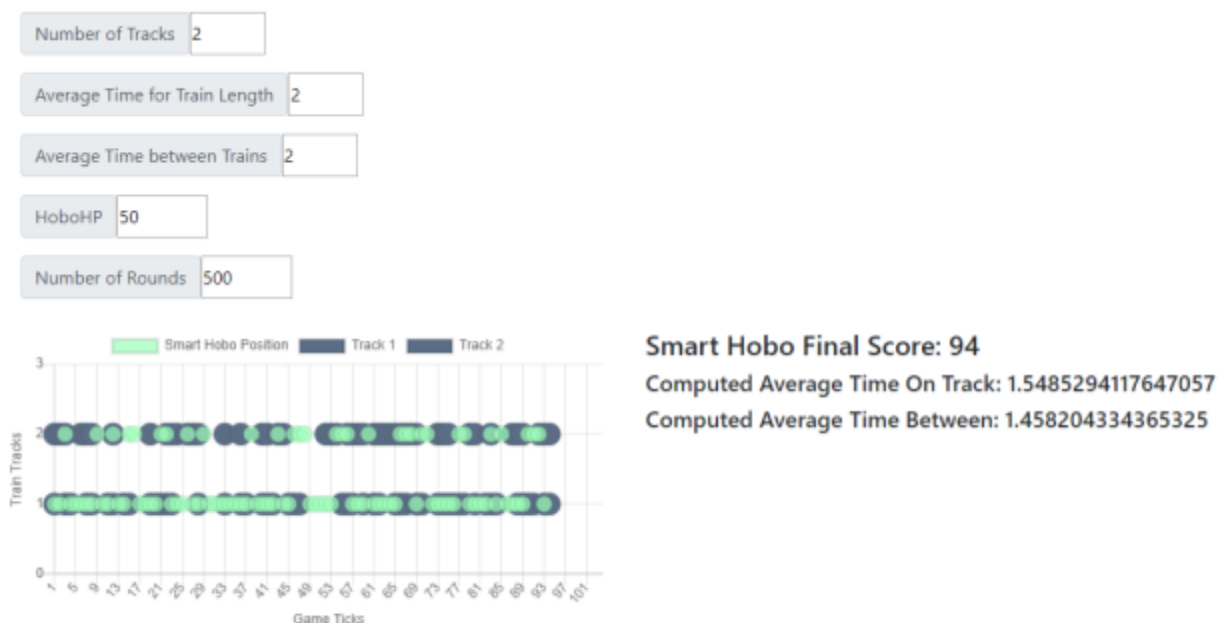 Number of Tracks 2
Average Time for Train Length 2
Average Time between Trains 2
HoboHP 50
Number of Rounds 500
Smart Hobo Position Track 1 Track 2
3
2
1
0
Train Tracks
1 5 9 13 17 21 25 29 33 37 41 45 49 53 57 61 65 69 73 77 81 85 89 93 97 101
Game Ticks
Smart Hobo Final Score: 94
Computed Average Time On Track: 1.5485294117647057
Computed Average Time Between: 1.458204334365325